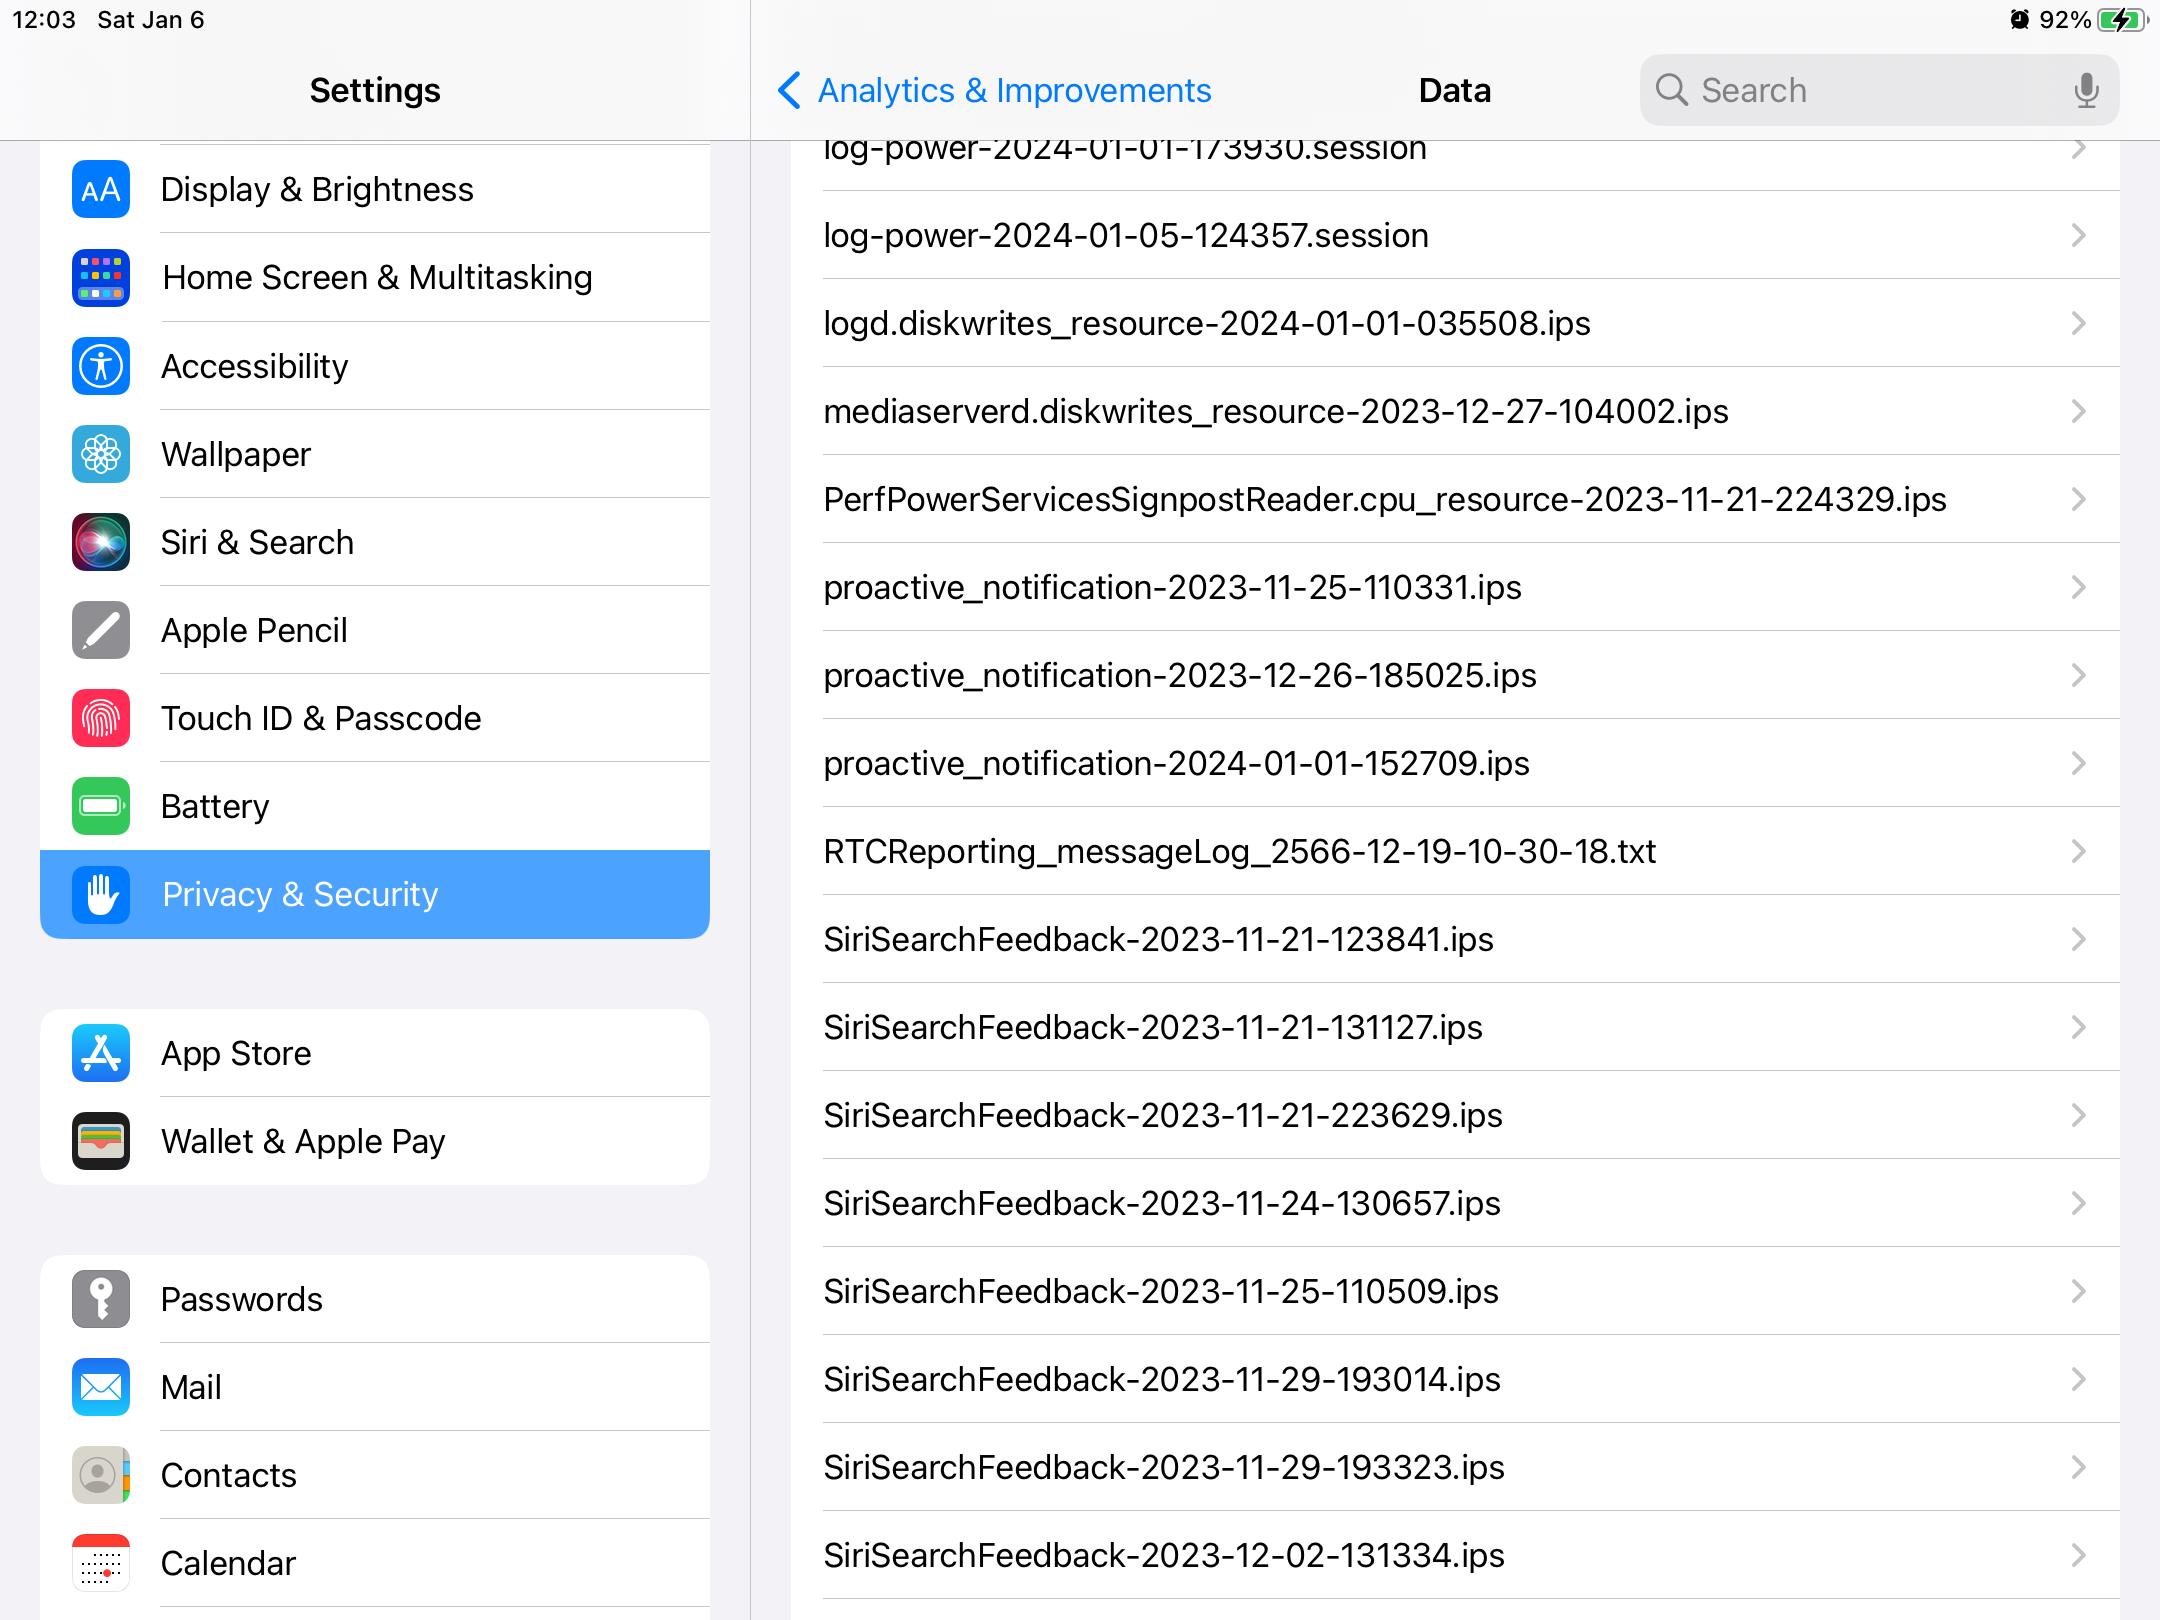 12:03 Sat Jan 6
92%
Settings
Display & Brightness
Home Screen & Multitasking
Accessibility
Wallpaper
Siri & Search
Apple Pencil
Touch ID & Passcode
Battery
Privacy & Security
App Store
Wallet & Apple Pay
Passwords
Mail
Contacts
Calendar
Analytics & Improvements
Data
Search
log-power-2024-01-01-173930.session
log-power-2024-01-05-124357.session
logd.diskwrites_resource-2024-01-01-035508.ips
mediaserverd.diskwrites_resource-2023-12-27-104002.ips
PerfPowerServicesSignpostReader.cpu_resource-2023-11-21-224329.ips
proactive_notification-2023-11-25-110331.ips
proactive_notification-2023-12-26-185025.ips
proactive_notification-2024-01-01-152709.ips
RTCReporting_messageLog_2566-12-19-10-30-18.txt
SiriSearchFeedback-2023-11-21-123841.ips
SiriSearchFeedback-2023-11-21-131127.ips
SiriSearchFeedback-2023-11-21-223629.ips
SiriSearchFeedback-2023-11-24-130657.ips
SiriSearchFeedback-2023-11-25-110509.ips
SiriSearchFeedback-2023-11-29-193014.ips
SiriSearchFeedback-2023-11-29-193323.ips
SiriSearchFeedback-2023-12-02-131334.ips